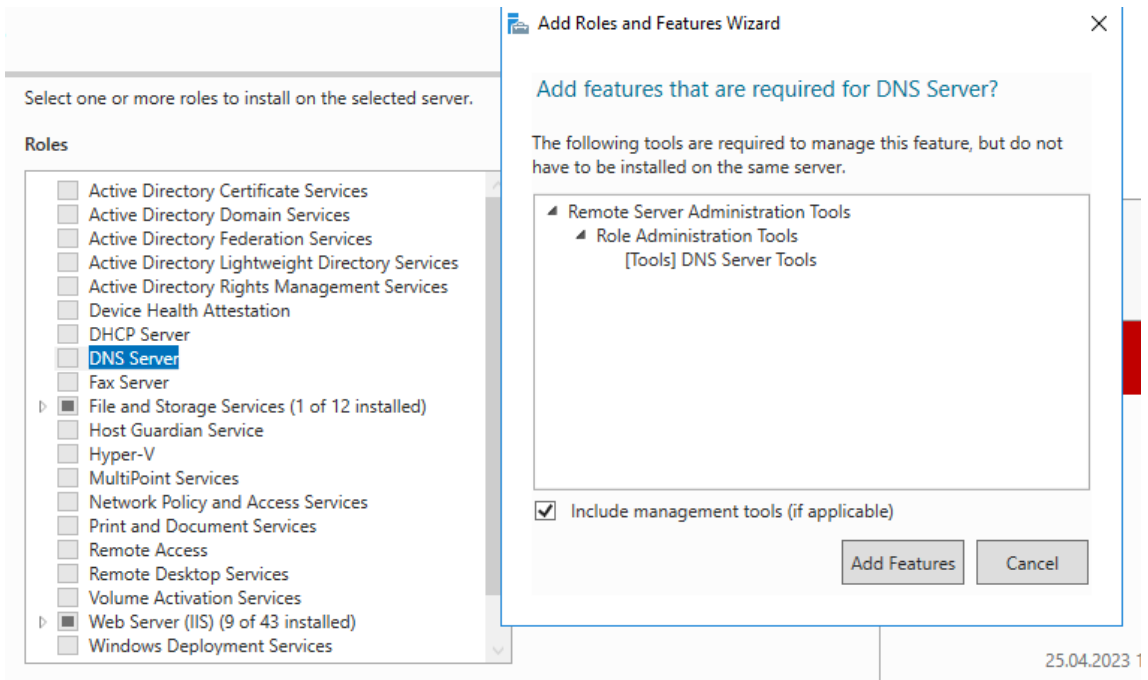 Select one or more roles to install on the selected server.
Roles
Active Directory Certificate Services
Active Directory Domain Services
Active Directory Federation Services
Active Directory Lightweight Directory Services
Active Directory Rights Management Services
Device Health Attestation
DHCP Server
DNS Server
Fax Server
File and Storage Services (1 of 12 installed)
Host Guardian Service
Hyper-V
MultiPoint Services
Network Policy and Access Services
Print and Document Services
Remote Access
Remote Desktop Services
Volume Activation Services
Web Server (IIS) (9 of 43 installed)
Windows Deployment Services
Add Roles and Features Wizard
Add features that are required for DNS Server?
The following tools are required to manage this feature, but do not
have to be installed on the same server.
Remote Server Administration Tools
Role Administration Tools
[Tools] DNS Server Tools
Include management tools (if applicable)
Add Features
Cancel
25.04.2023 1